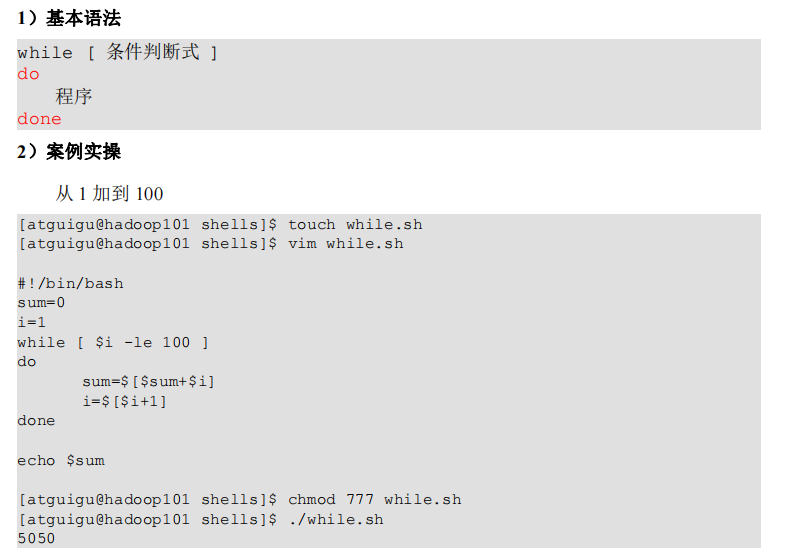 1）基本语法
while [ 条件判断式 ]
do
程序
done
2）案例实操
从 1 加到 100
[atguigu@hadoop101 shells]$ touch while.sh
[atguigu@hadoop101 shells]$ vim while.sh
#!/bin/bash
sum=0
i=1
while [ $i -le 100 ]
do
sum=$[$sum+$i]
i=$[$i+1]
done
echo $sum
[atguigu@hadoop101 shells]$ chmod 777 while.sh
[atguigu@hadoop101 shells]$ ./while.sh
5050